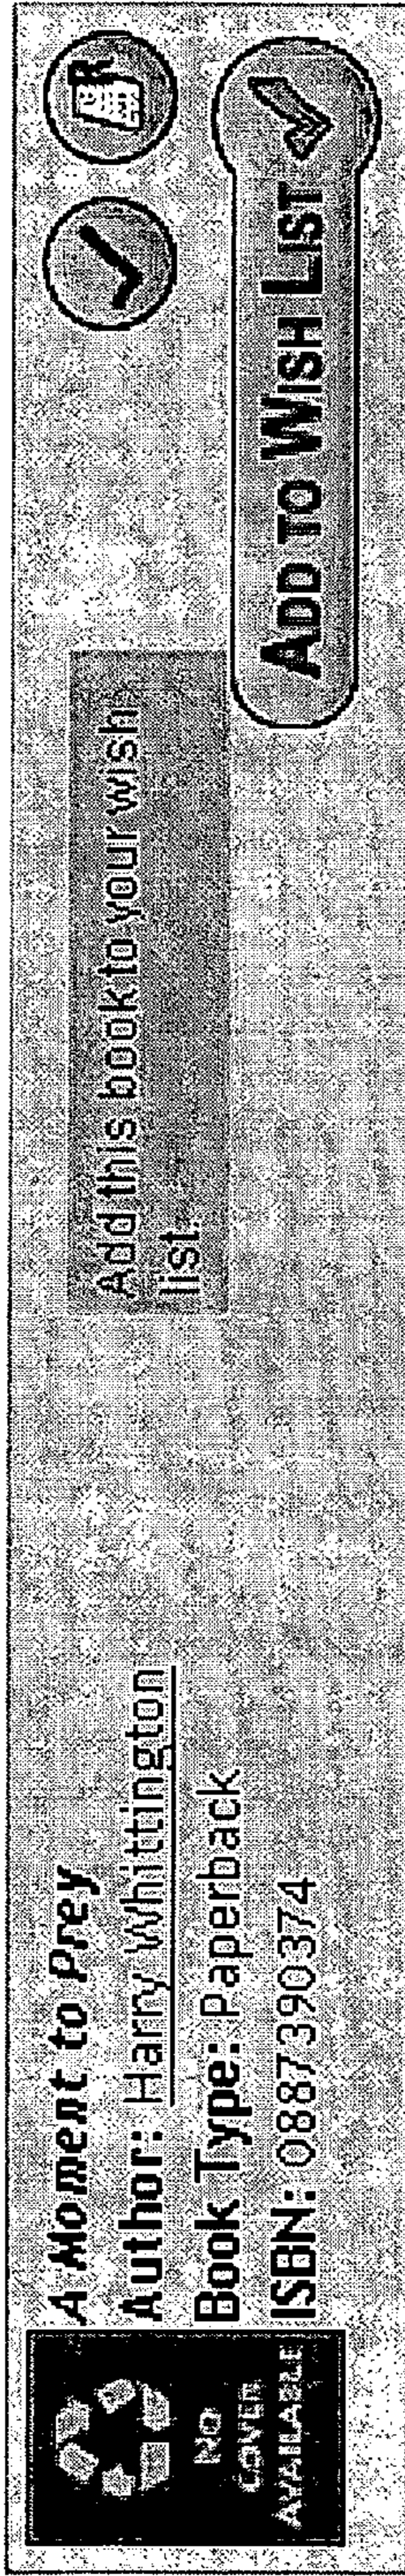 NO
COVER
AVAILABLE
A Moment to Prey
Author: Harry Whittington
Book Type: Paperback
ISBN: 0887390374
Add this book to your wish
list.
R
ADD TO WISH LIST